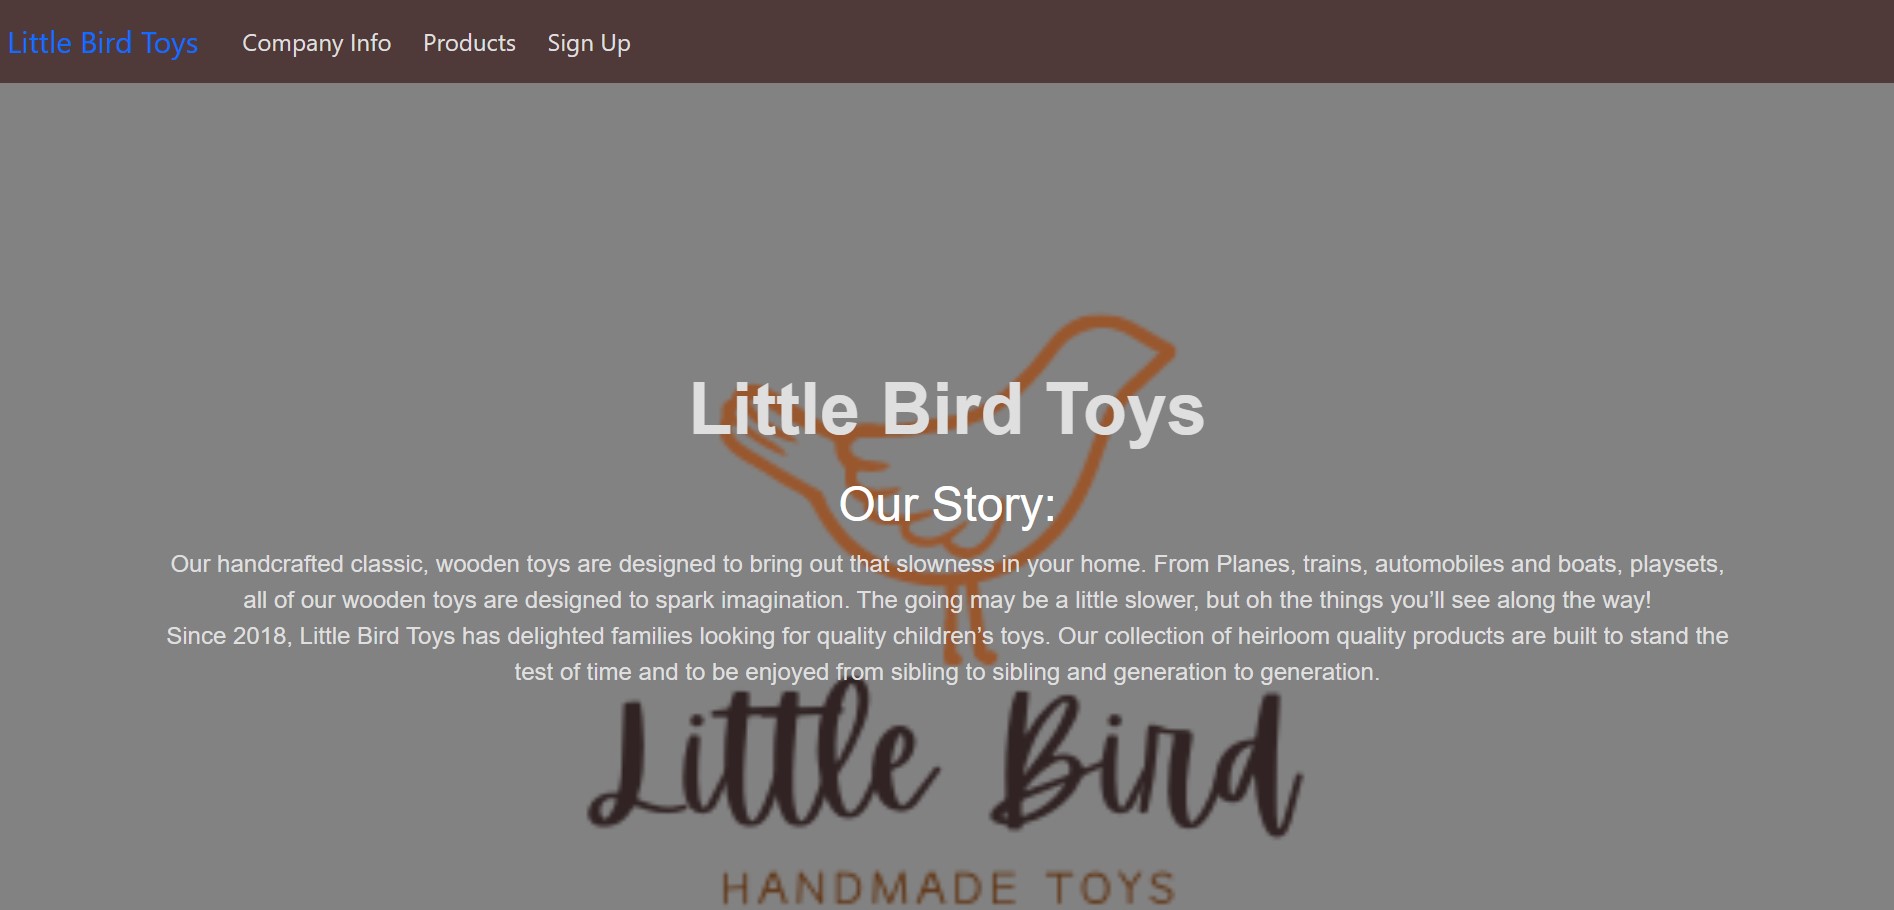 Little Bird Toys Company Info Products Sign Up
Little Bird Toys
Our Story:
Our handcrafted classic, wooden toys are designed to bring out that slowness in your home. From Planes, trains, automobiles and boats, playsets,
all of our wooden toys are designed to spark imagination. The going may be a little slower, but oh the things you’ll see along the way!
Since 2018, Little Bird Toys has delighted families looking for quality children’s toys. Our collection of heirloom quality products are built to stand the
test of time and to be enjoyed from sibling to sibling and generation to generation.
Little Bird
HANDMADE TOYS